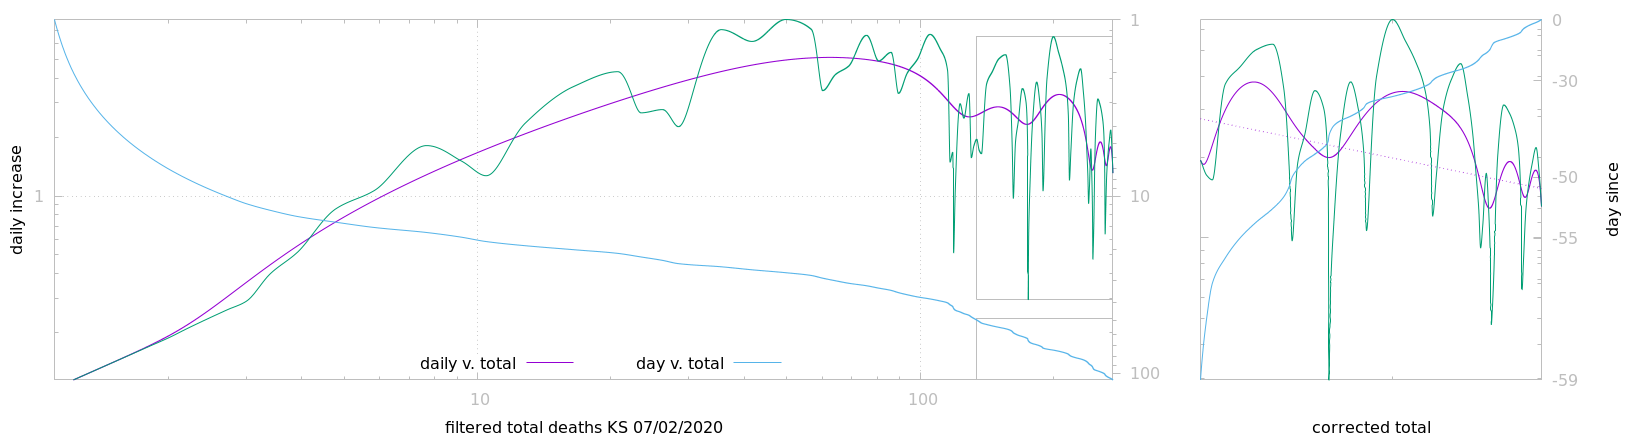 daily increase
1
daily v. total
day v. total
10
100
filtered total deaths KS 07/02/2020
1
10
100
0
-30
-50
-55
-59
day since
corrected total